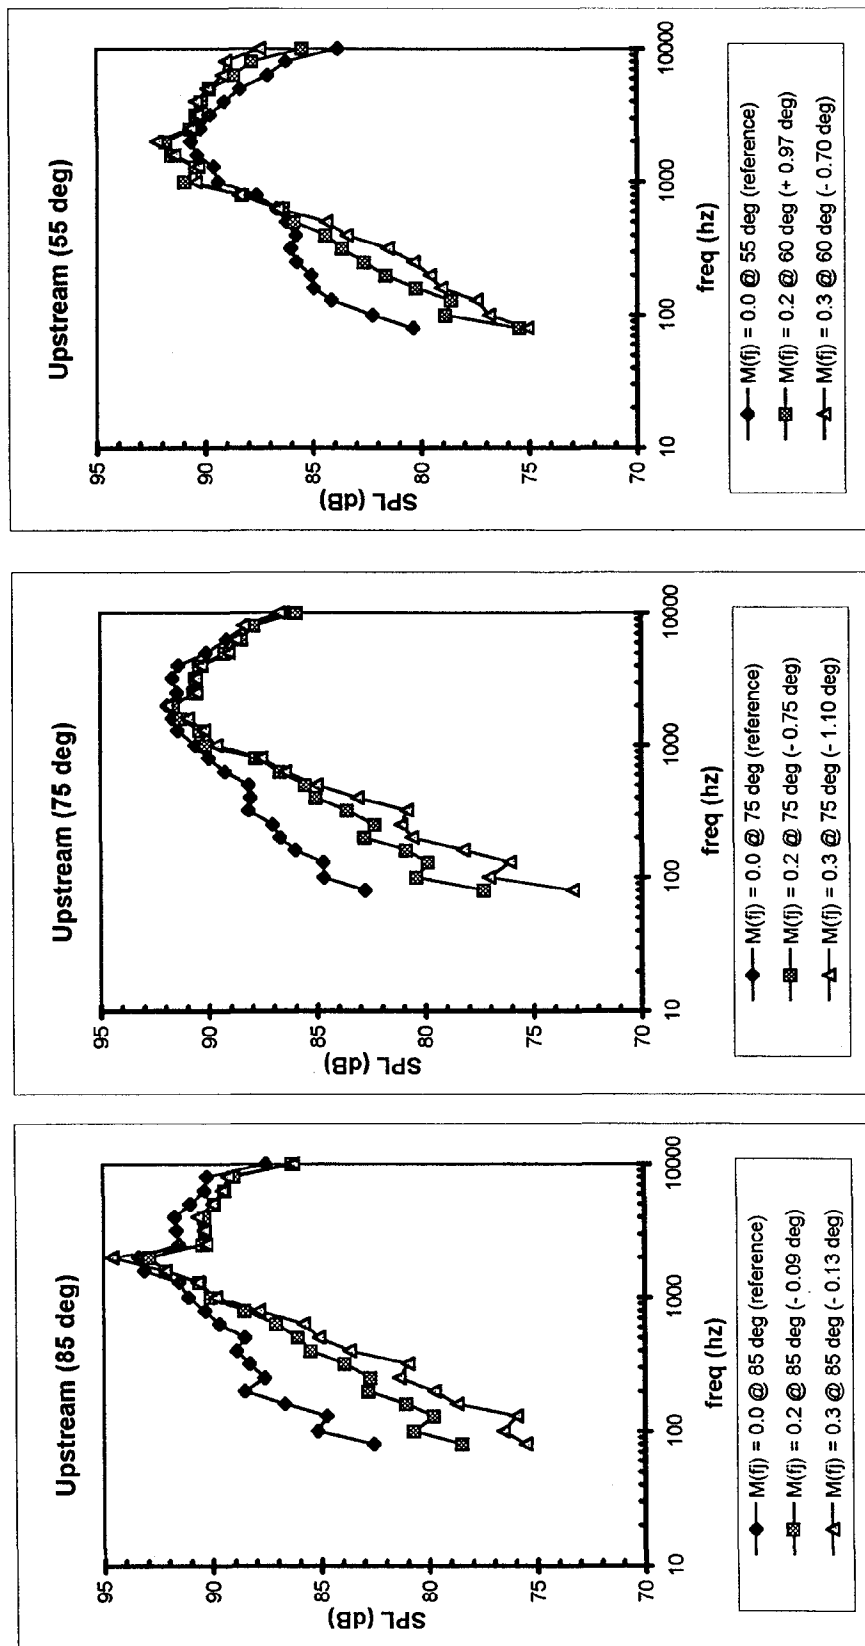 Upstream (85 deg)
SPL (dB)
95
90
85
80
75
70
10
100
1000
10000
freq (hz)
M(fj) = 0.0 @ 85 deg (reference)
M(fj) = 0.2 @ 85 deg (- 0.09 deg)
M(fj) = 0.3 @ 85 deg (- 0.13 deg)
Upstream (75 deg)
SPL (dB)
95
90
85
80
75
70
10
100
1000
10000
freq (hz)
M(fj) = 0.0 @ 75 deg (reference)
M(fj) = 0.2 @ 75 deg (- 0.75 deg)
M(fj) = 0.3 @ 75 deg (- 1.10 deg)
Upstream (55 deg)
SPL (dB)
95
90
85
80
75
70
10
100
1000
10000
freq (hz)
M(fj) = 0.0 @ 55 deg (reference)
M(fj) = 0.2 @ 60 deg (+ 0.97 deg)
M(fj) = 0.3 @ 60 deg (- 0.70 deg)